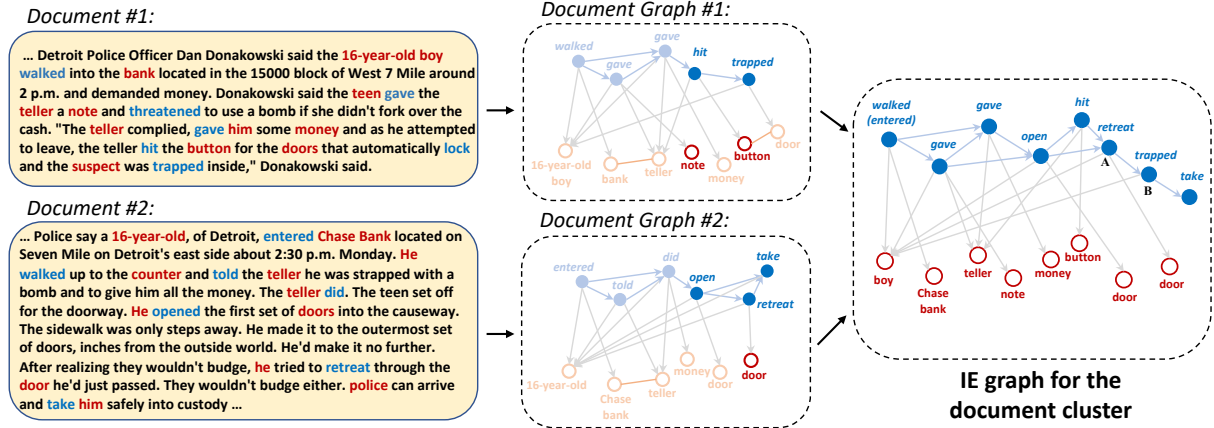 Document #1:
... Detroit Police Officer Dan Donakowski said the 16-year-old boy
walked into the bank located in the 15000 block of West 7 Mile around
2 p.m. and demanded money. Donakowski said the teen gave the
teller a note and threatened to use a bomb if she didn't fork over the
cash. "The teller complied, gave him some money and as he attempted
to leave, the teller hit the button for the doors that automatically lock
and the suspect was trapped inside," Donakowski said.
Document #2:
... Police say a 16-year-old, of Detroit, entered Chase Bank located on
Seven Mile on Detroit's east side about 2:30 p.m. Monday. He
walked up to the counter and told the teller he was strapped with a
bomb and to give him all the money. The teller did. The teen set off
for the doorway. He opened the first set of doors into the causeway.
The sidewalk was only steps away. He made it to the outermost set
of doors, inches from the outside world. He'd make it no further.
After realizing they wouldn't budge, he tried to retreat through the
door he'd just passed. They wouldn't budge either. police can arrive
and take him safely into custody ...
Document Graph #1:
walked
gave
gave
hit
trapped
16-year-old
boy
bank
teller
note
money
button
door
Document Graph #2:
entered
told
did
open
take
retreat
16-year-old
Chase
bank
teller
money
door
door
walked
(entered)
gave
gave
open
hit
retreat
A
trapped
B
take
boy
Chase
bank
teller
note
money
button
door
door
IE graph for the
document cluster